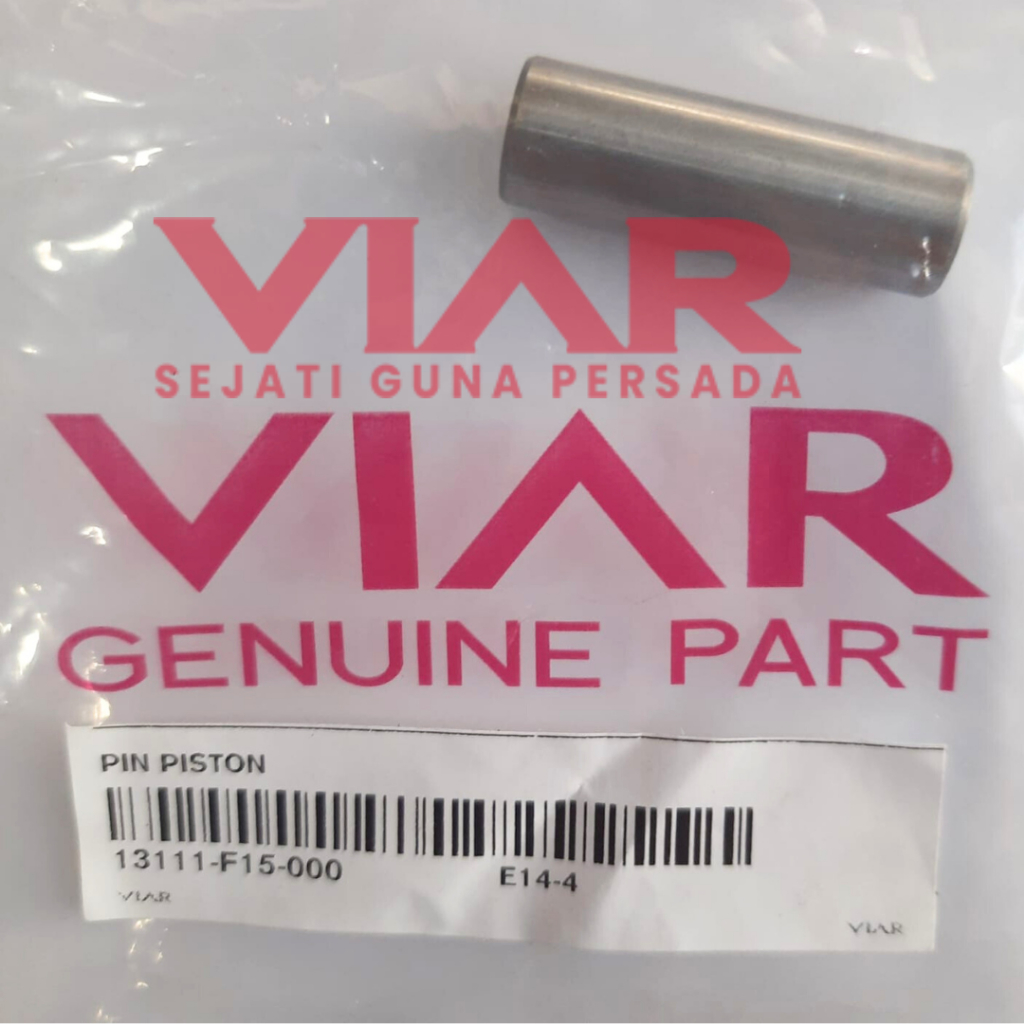 VIAR
SEJATI GUNA PERSADA
VIAR
GENUINE PART
PIN PISTON
13111-F15-000 E14-4
VIAR VIAR